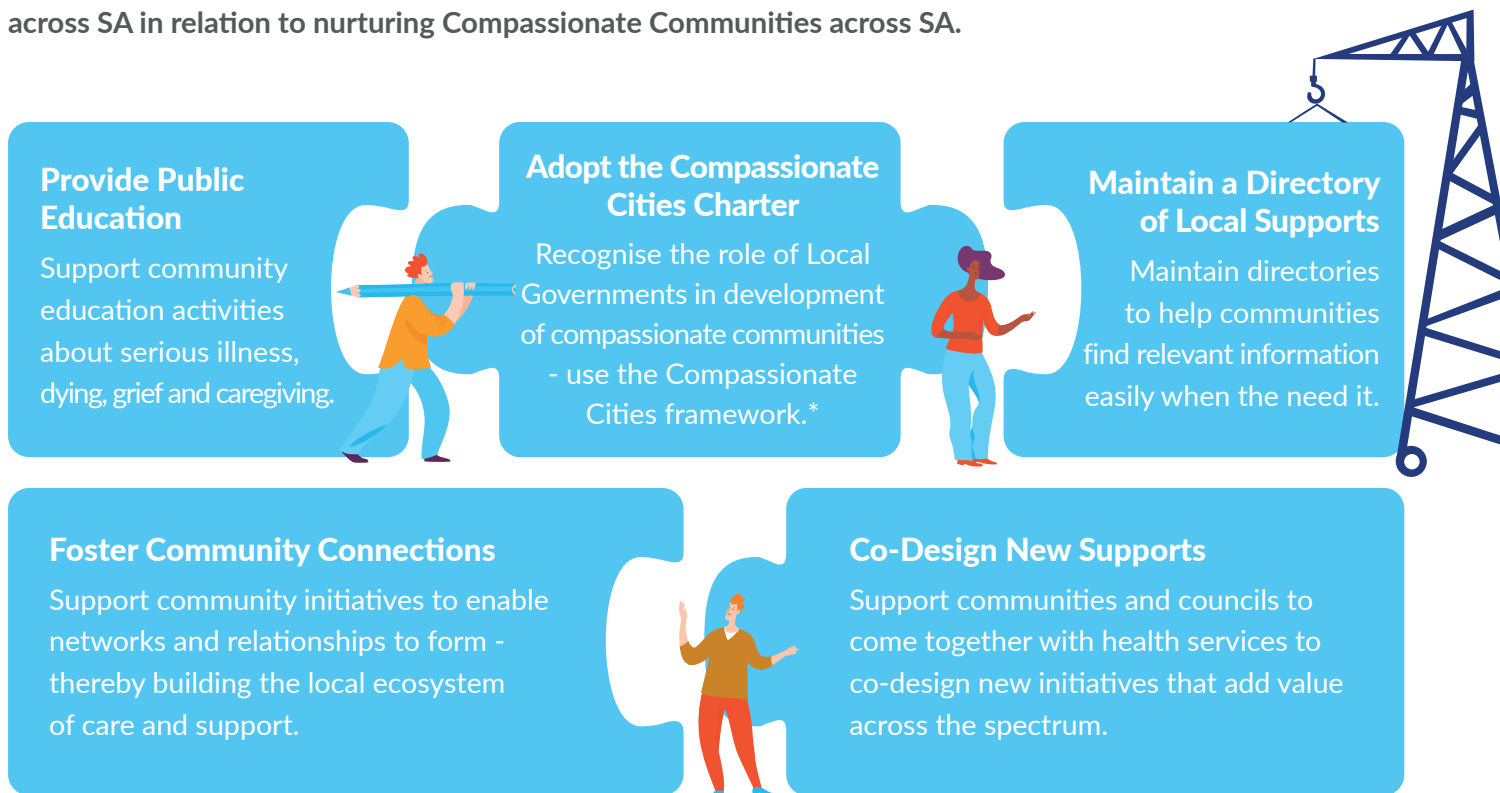 across SA in relation to nurturing Compassionate Communities across SA.
Provide Public
Education
Support community
education activities
about serious illness,
dying, grief and caregiving.
Adopt the Compassionate
Cities Charter
Recognise the role of Local
Governments in development
of compassionate communities
- use the Compassionate
Cities framework.*
Maintain a Directory
of Local Supports
Maintain directories
to help communities
find relevant information
easily when the need it.
Foster Community Connections
Support community initiatives to enable
networks and relationships to form -
thereby building the local ecosystem
of care and support.
Co-Design New Supports
Support communities and councils to
come together with health services to
co-design new initiatives that add value
across the spectrum.